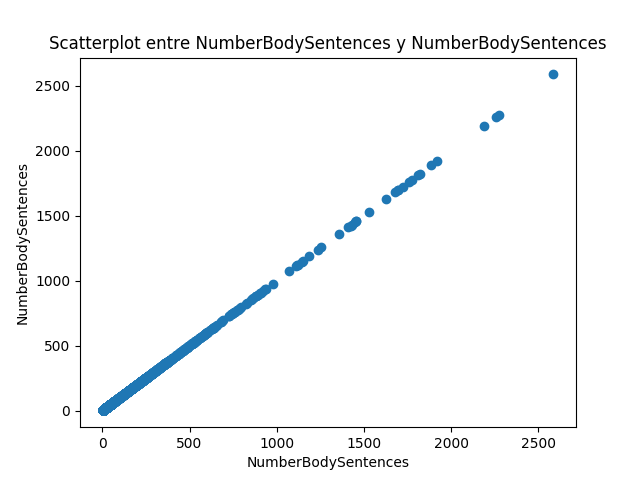 Scatterplot entre NumberBodySentences y NumberBodySentences
2500
2000
1500
1000
500
0
NumberBodySentences
0 500 1000 1500 2000 2500
NumberBodySentences